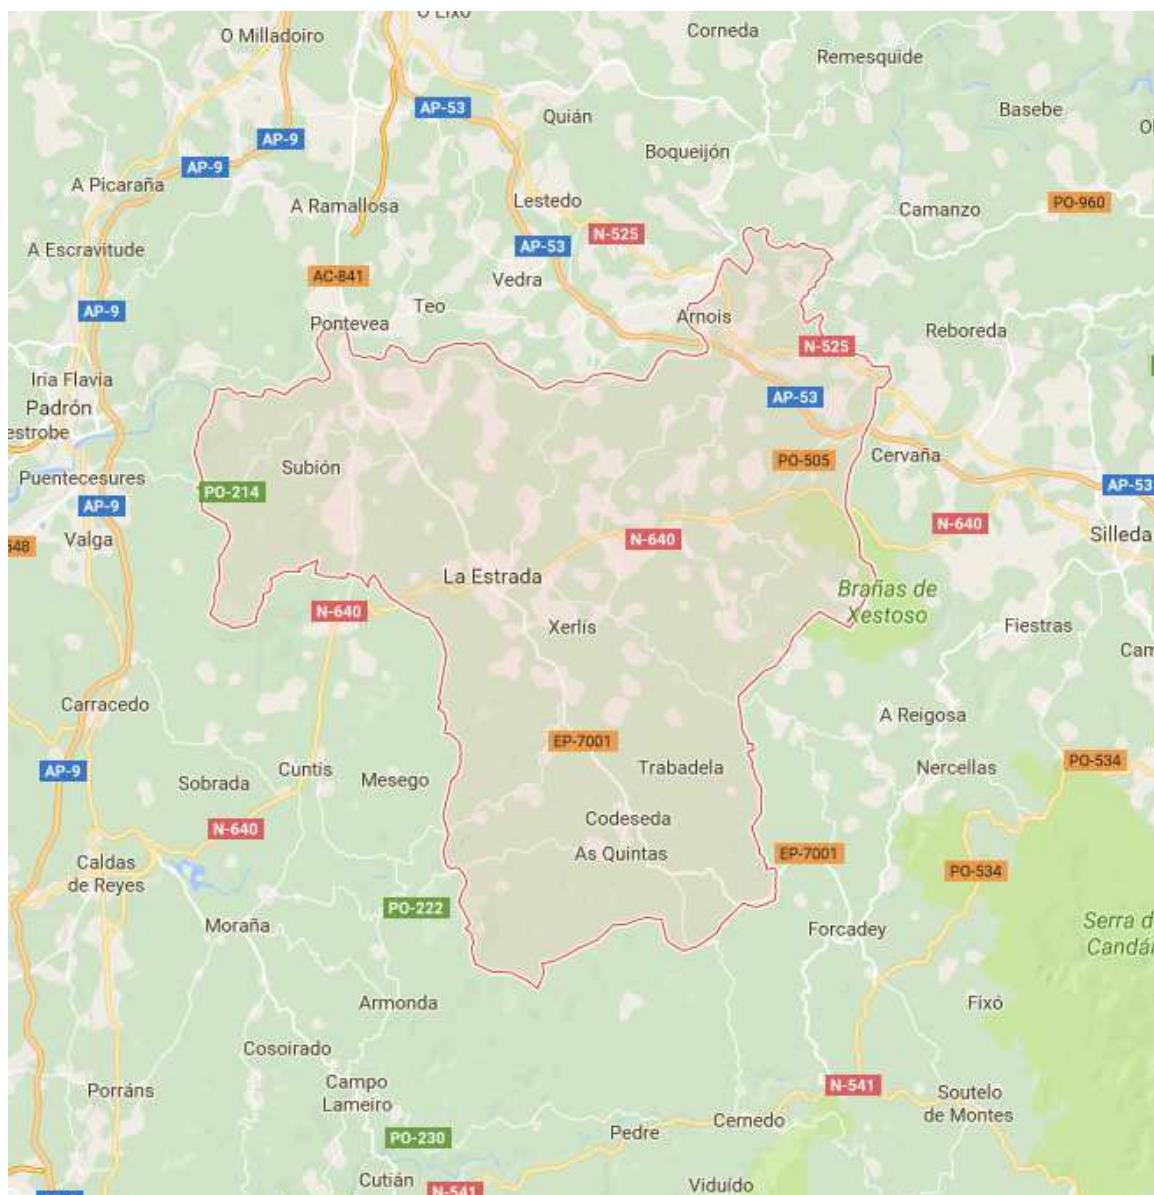 O Eixo
O Milladoiro
Corneda
Remesquide
AP-53
Basebe
Quián
AP-9
AP-9
Boqueijón
A Picaraña
A Ramallosa
Lestedo
Camanzo
PO-960
N-525
A Escravitude
AP-53
AC-841
Vedra
AP-9
Teo
Arnois
Pontevea
Reboreda
N-525
Iria Flavia
AP-53
Padrón
estrobe
Cervaña
PO-505
Subión
Puentecesures
PO-214
AP-53
AP-9
N-640
Silleda
Valga
N-640
548
La Estrada
Brañas de
Xestoso
N-640
Xerlís
Fiestras
Cam
Carracedo
A Reigosa
EP-7001
PO-534
AP-9
Cuntis
Trabadela
Nercellas
Sobrada
Mesego
Codeseda
N-640
As Quintas
EP-7001
Caldas
de Reyes
PO-534
PO-222
Moraña
Forcadey
Serra d
Candá
Armonda
Fixó
Cosoirado
Porráns
Campo
Lameiro
N-541
Soutelo
de Montes
Cernedo
PO-230
Pedre
Cutián
Viduído
N-541